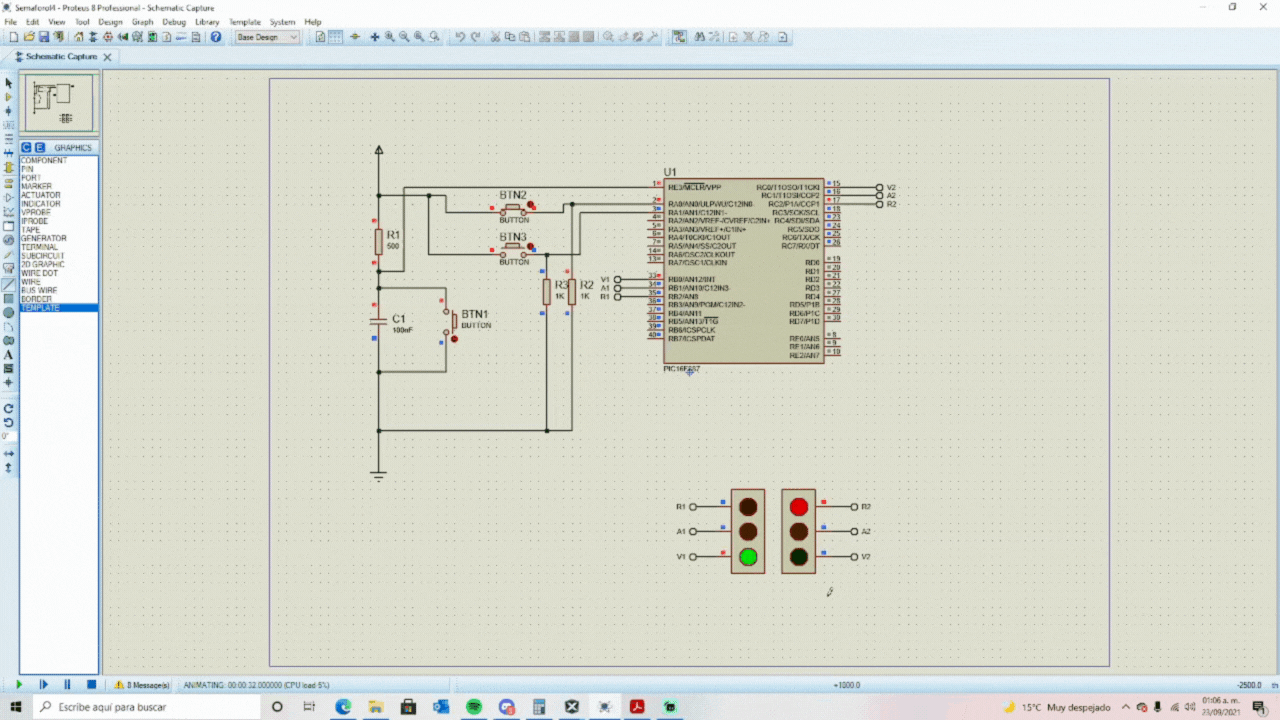 Semaforol4 - Proteus 8 Professional - Schematic Capture
File Edit View Tool Design Graph Debug Library Template System Help
Base Design
Schematic Capture
C E GRAPHICS
COMPONENT
PIN
PORT
MARKER
ACTUATOR
INDICATOR
VPROBE
IPROBE
TAPE
GENERATOR
TERMINAL
SUBCIRCUIT
2D GRAPHIC
WIRE DOT
WIRE
BUS WIRE
BORDER
TEMPLATE
R1
500
C1
100nF
BTN1
BUTTON
BTN2
BUTTON
BTN3
BUTTON
R3
1K
R2
1K
V1
A1
R1
U1
1 RE3/MCLR/VPP
2 RA0/AN0/ULPWU/C12IN0-
3 RA1/AN1/C12IN1-
4 RA2/AN2/VREF-/CVREF/C2IN+
5 RA3/AN3/VREF+/C1IN+
6 RA4/T0CKI/C1OUT
7 RA5/AN4/SS/C2OUT
14 RA6/OSC2/CLKOUT
13 RA7/OSC1/CLKIN
33 RB0/AN12/INT
34 RB1/AN10/C12IN3-
35 RB2/AN8
36 RB3/AN9/PGM/C12IN2-
37 RB4/AN11
38 RB5/AN13/T1G
39 RB6/ICSPCLK
40 RB7/ICSPDAT
RC0/T1OSO/T1CKI 15
RC1/T1OSI/CCP2 16
RC2/P1A/CCP1 17
RC3/SCK/SCL 18
RC4/SDI/SDA 23
RC5/SDO 24
RC6/TX/CK 25
RC7/RX/DT 26
RD0 19
RD1 20
RD2 21
RD3 22
RD4 27
RD5/P1B 28
RD6/P1C 29
RD7/P1D 30
RE0/AN5 8
RE1/AN6 9
RE2/AN7 10
V2
A2
R2
PIC16F887
R1 R2
A1 A2
V1 V2
0°
8 Message(s) ANIMATING: 00:00:32.000000 (CPU load 5%) +1800.0 -2500.0 th
Escribe aquí para buscar
15°C Muy despejado
01:06 a. m.
23/09/2021